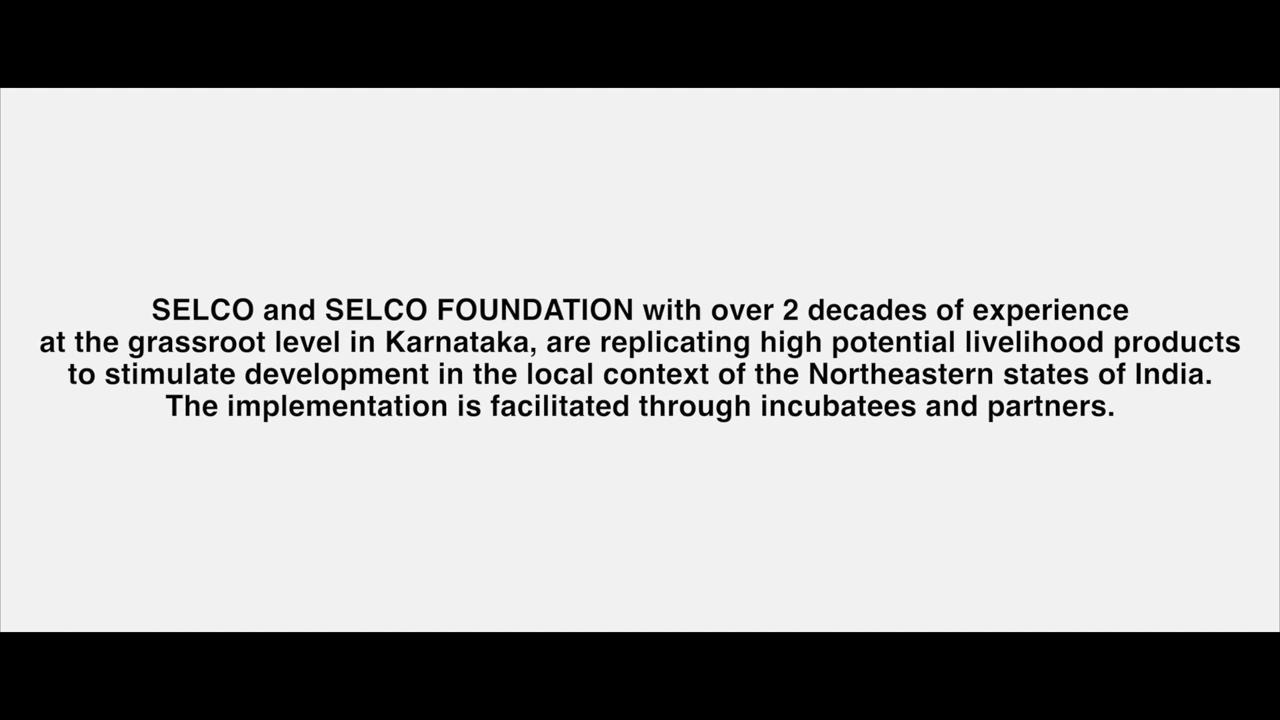 SELCO and SELCO FOUNDATION with over 2 decades of experience
at the grassroot level in Karnataka, are replicating high potential livelihood products
to stimulate development in the local context of the Northeastern states of India.
The implementation is facilitated through incubatees and partners.